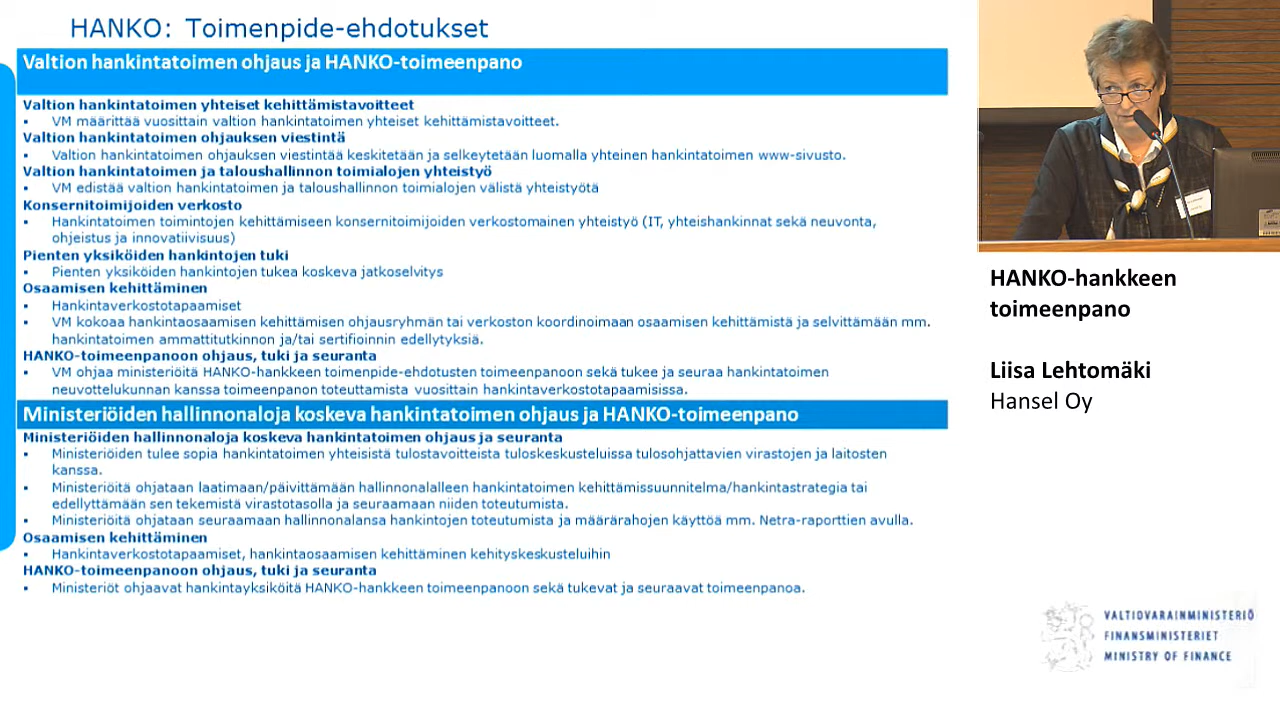 HANKO: Toimenpide-ehdotukset
Valtion hankintatoimen ohjaus ja HANKO-toimeenpano
Valtion hankintatoimen yhteiset kehittämistavoitteet
▪ VM määrittää vuosittain valtion hankintatoimen yhteiset kehittämistavoitteet.
Valtion hankintatoimen ohjauksen viestintä
▪ Valtion hankintatoimen ohjauksen viestintää keskitetään ja selkeytetään luomalla yhteinen hankintatoimen www-sivusto.
Valtion hankintatoimen ja taloushallinnon toimialojen yhteistyö
▪ VM edistää valtion hankintatoimen ja taloushallinnon toimialojen välistä yhteistyötä
Konsernitoimijoiden verkosto
▪ Hankintatoimen toimintojen kehittämiseen konsernitoimijoiden verkostomainen yhteistyö (IT, yhteishankinnat sekä neuvonta,
ohjeistus ja innovatiivisuus)
Pienten yksiköiden hankintojen tuki
▪ Pienten yksiköiden hankintojen tukea koskeva jatkoselvitys
Osaamisen kehittäminen
▪ Hankintaverkostotapaamiset
▪ VM kokoaa hankintaosaamisen kehittämisen ohjausryhmän tai verkoston koordinoimaan osaamisen kehittämistä ja selvittämään mm.
hankintatoimen ammattitutkinnon ja/tai sertifioinnin edellytyksiä.
HANKO-toimeenpanoon ohjaus, tuki ja seuranta
▪ VM ohjaa ministeriöitä HANKO-hankkeen toimenpide-ehdotusten toimeenpanoon sekä tukee ja seuraa hankintatoimen
neuvottelukunnan kanssa toimeenpanon toteuttamista vuosittain hankintaverkostotapaamisissa.
Ministeriöiden hallinnonaloja koskeva hankintatoimen ohjaus ja HANKO-toimeenpano
Ministeriöiden hallinnonaloja koskeva hankintatoimen ohjaus ja seuranta
▪ Ministeriöiden tulee sopia hankintatoimen yhteisistä tulostavoitteista tuloskeskusteluissa tulosohjattavien virastojen ja laitosten
kanssa.
▪ Ministeriöitä ohjataan laatimaan/päivittämään hallinnonalalleen hankintatoimen kehittämissuunnitelma/hankintastrategia tai
edellyttämään sen tekemistä virastotasolla ja seuraamaan niiden toteutumista.
▪ Ministeriöitä ohjataan seuraamaan hallinnonalansa hankintojen toteutumista ja määrärahojen käyttöä mm. Netra-raporttien avulla.
Osaamisen kehittäminen
▪ Hankintaverkostotapaamiset, hankintaosaamisen kehittäminen kehityskeskusteluihin
HANKO-toimeenpanoon ohjaus, tuki ja seuranta
▪ Ministeriöt ohjaavat hankintayksiköitä HANKO-hankkeen toimeenpanoon sekä tukevat ja seuraavat toimeenpanoa.
HANKO-hankkeen
toimeenpano
Liisa Lehtomäki
Hansel Oy
VALTIOVARAINMINISTERIÖ
FINANSMINISTERIET
MINISTRY OF FINANCE